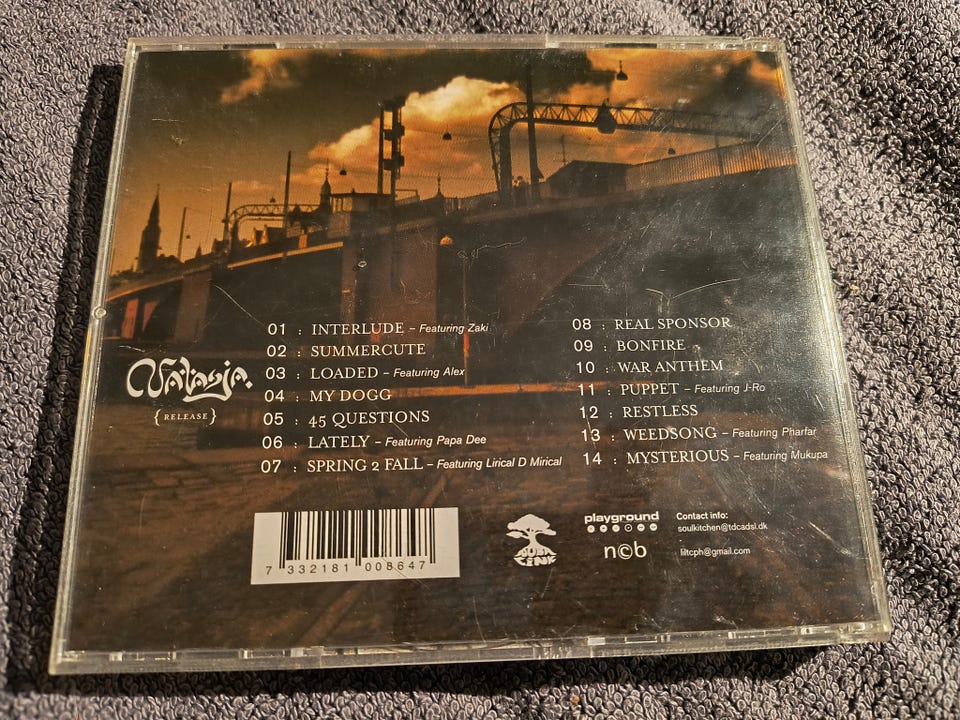 01 : INTERLUDE – Featuring Zaki
02 : SUMMERCUTE
03 : LOADED – Featuring Alex
04 : MY DOGG
05 : 45 QUESTIONS
06 : LATELY – Featuring Papa Dee
07 : SPRING 2 FALL – Featuring Lirical D Mirical
08 : REAL SPONSOR
09 : BONFIRE
10 : WAR ANTHEM
11 : PUPPET – Featuring J-Ro
12 : RESTLESS
13 : WEEDSONG – Featuring Pharfar
14 : MYSTERIOUS – Featuring Mukupa
Natasja.
{RELEASE}
7 332181 008647
playground
n©b
Contact info:
soulkitchen@tdcadsl.dk
liltcph@gmail.com